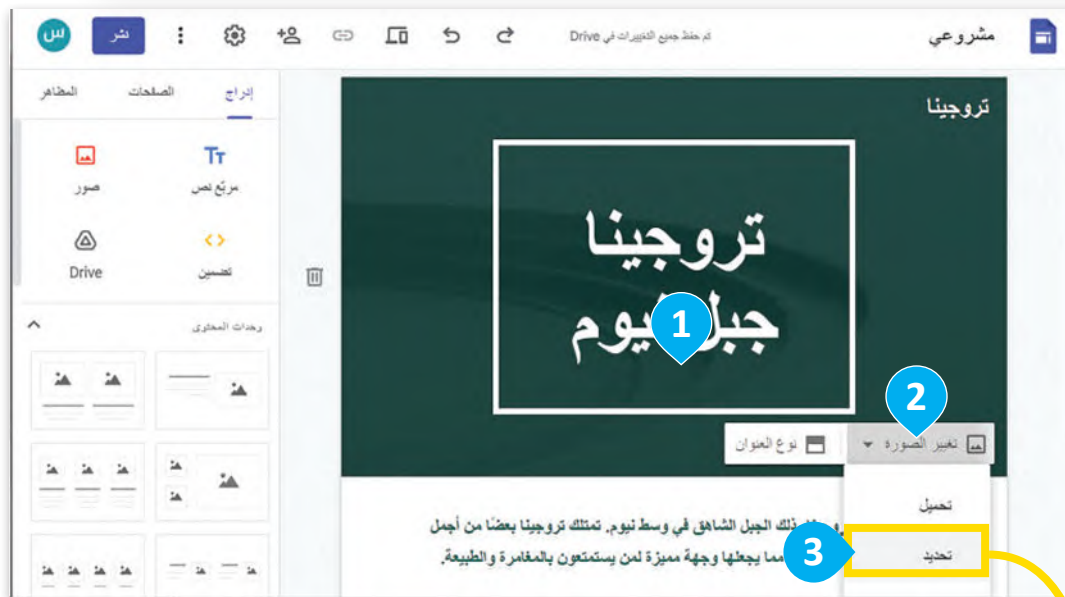 مشروعي
تم حفظ جميع التغييرات في Drive
نشر
س
إدراج
الصفحات
المظاهر
مربّع نص
صور
تضمين
Drive
وحدات المحتوى
تروجينا
تروجينا
جبل نيوم
1
2
تغيير الصورة
نوع العنوان
تحميل
3
تحديد
ذلك الجبل الشاهق في وسط نيوم. تمتلك تروجينا بعضًا من أجمل
مما يجعلها وجهة مميزة لمن يستمتعون بالمغامرة والطبيعة.